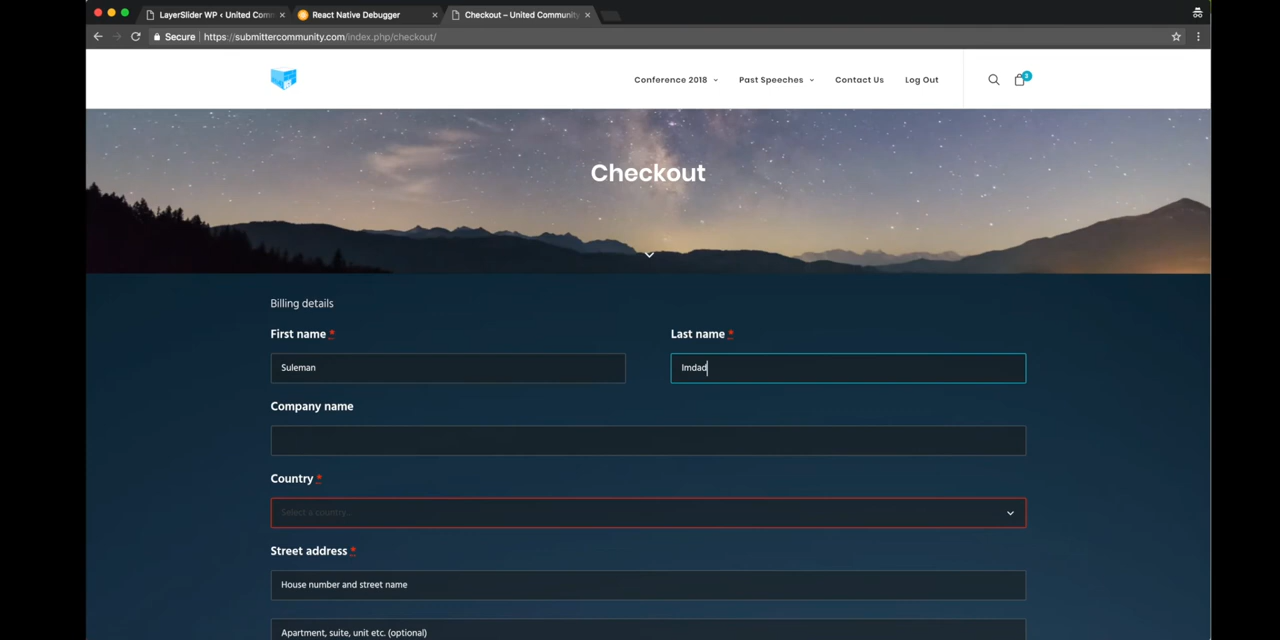 LayerSlider WP ‹ United Comm
React Native Debugger
Checkout – United Community
Secure
https://submittercommunity.com/index.php/checkout/
Conference 2018
Past Speeches
Contact Us
Log Out
3
Checkout
Billing details
First name *
Last name *
Suleman
Imdad
Company name
Country *
Select a country...
Street address *
House number and street name
Apartment, suite, unit etc. (optional)